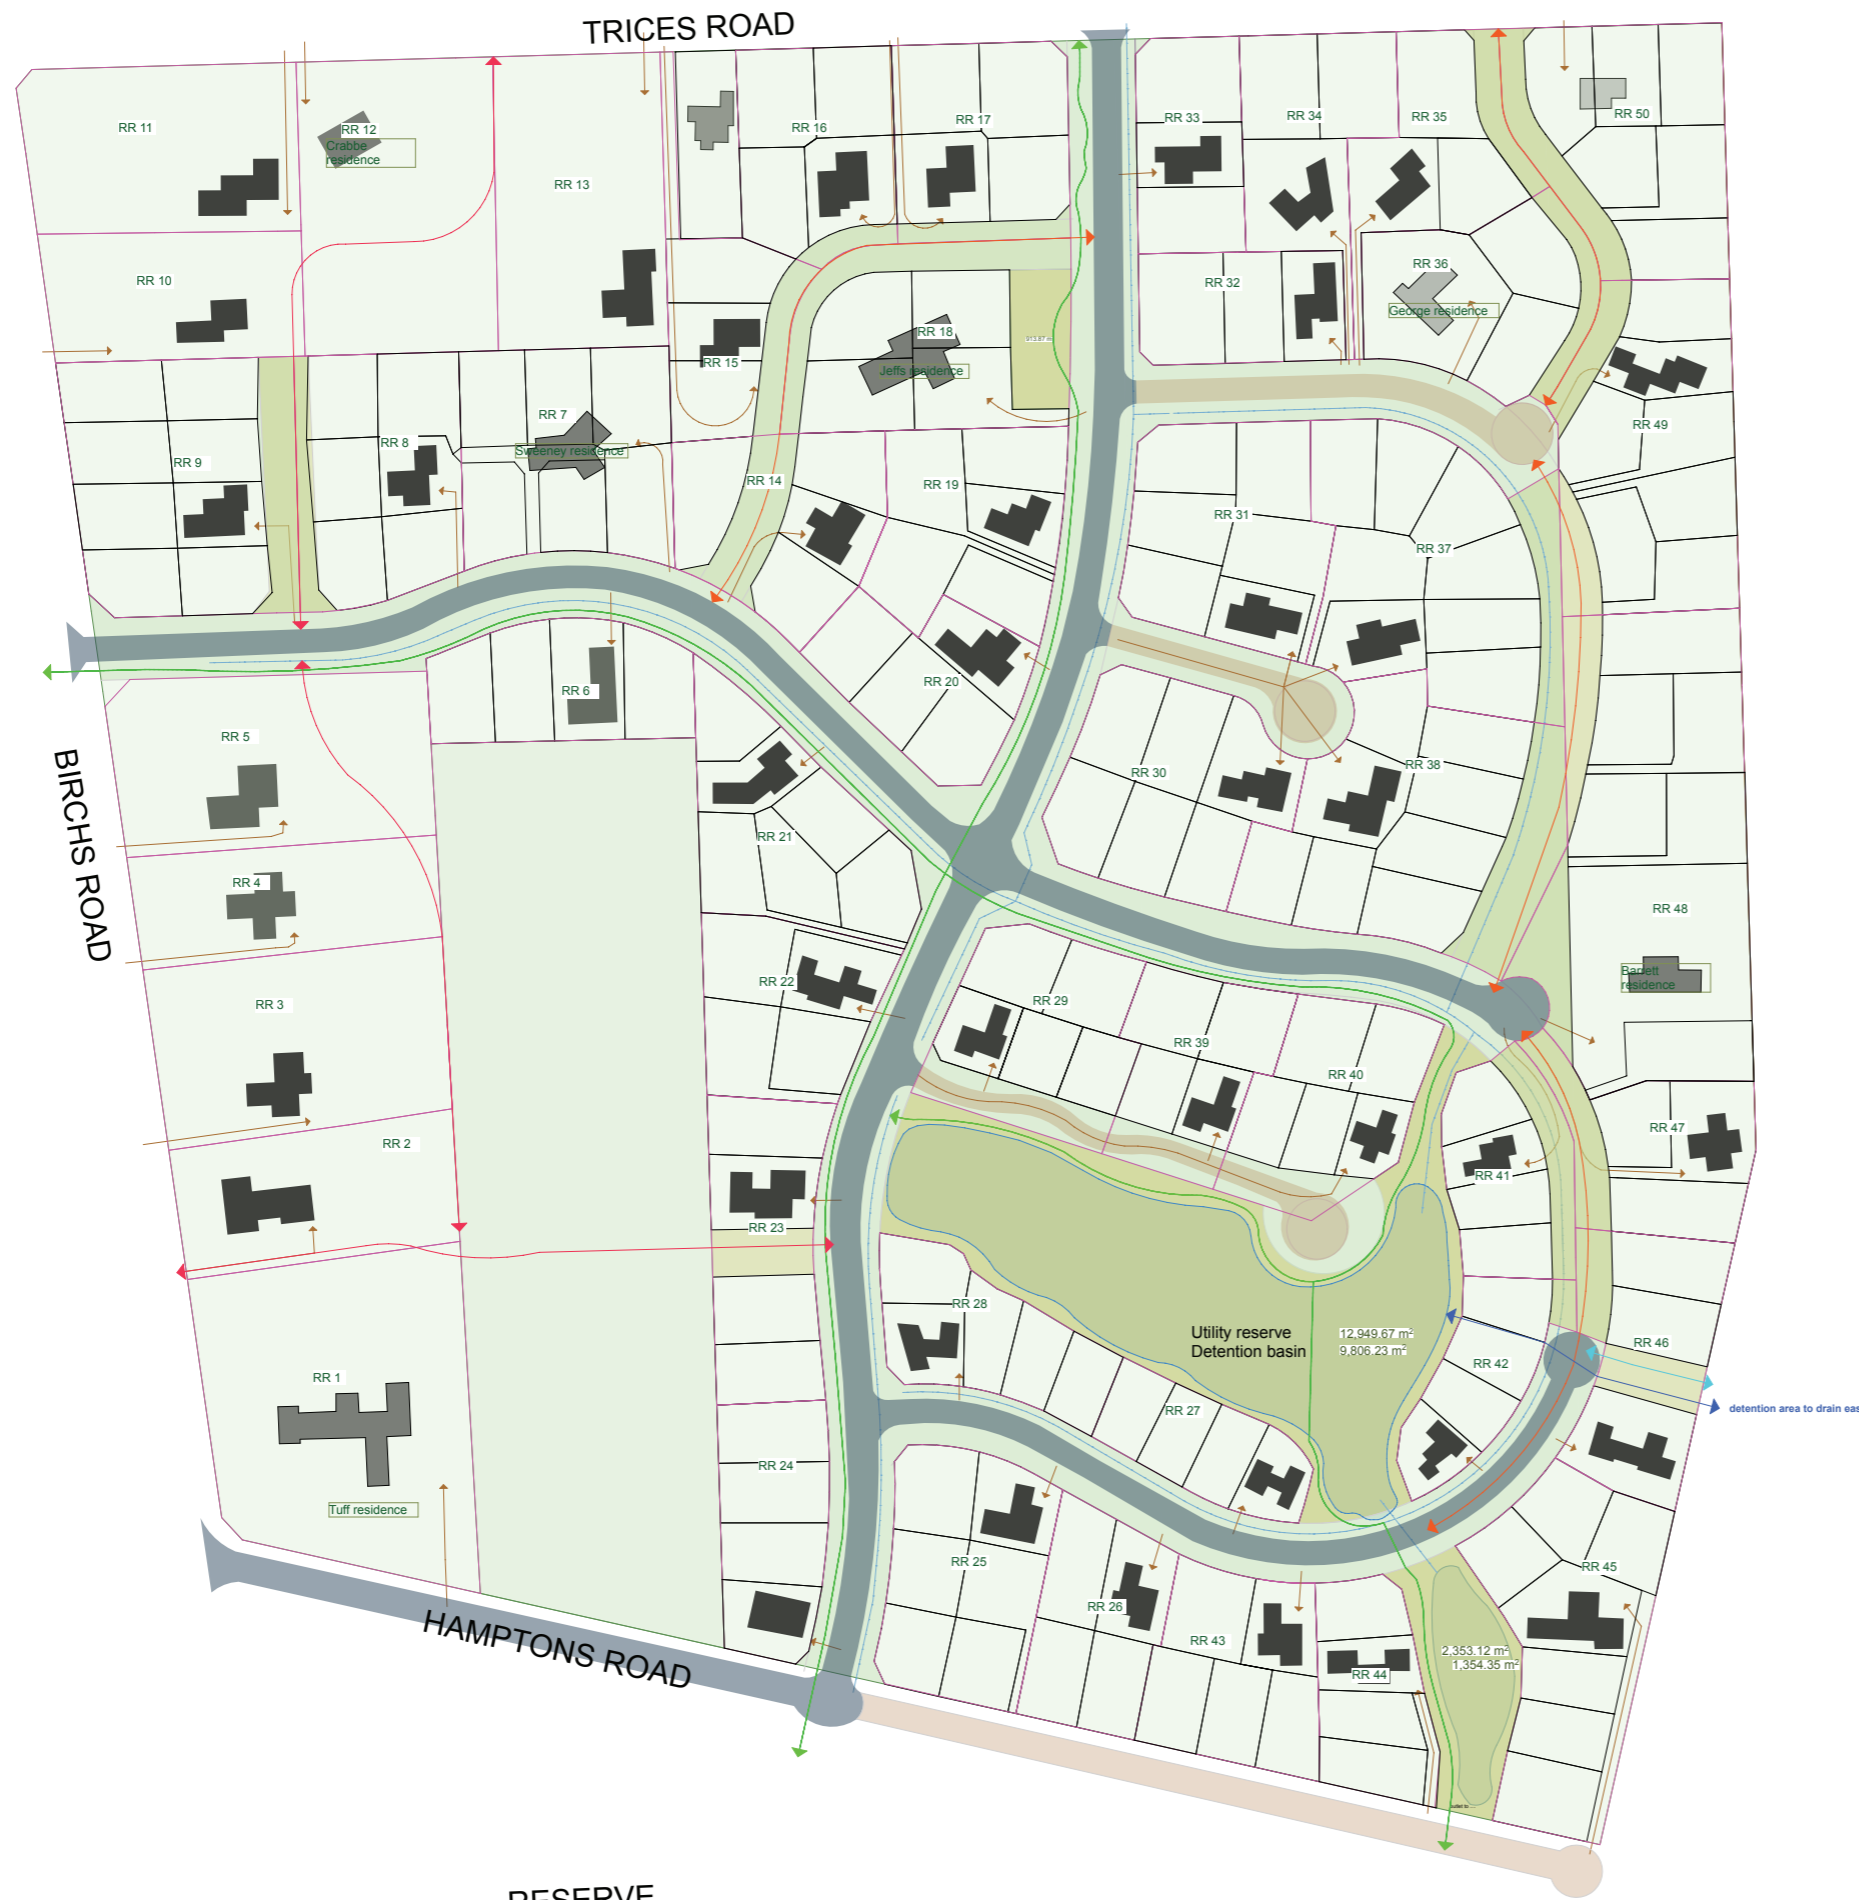 TRICES ROAD
RR 11
RR 12
Crabbe
residence
RR 13
RR 16
RR 17
RR 33
RR 34
RR 35
RR 50
RR 10
RR 32
RR 36
George residence
RR 18
Jeffs residence
RR 15
RR 7
Sweeney residence
RR 8
RR 9
RR 14
RR 19
RR 31
RR 37
RR 49
RR 6
RR 20
RR 5
RR 30
RR 38
RR 21
BIRCHS ROAD
RR 4
RR 48
Barrett
residence
RR 3
RR 22
RR 29
RR 39
RR 40
RR 2
RR 47
RR 41
RR 23
RR 28
Utility reserve
Detention basin
12,949.67 m²
9,806.23 m²
RR 46
RR 42
RR 1
RR 27
detention area to drain eas
RR 24
Tuff residence
RR 25
RR 45
RR 26
RR 43
RR 44
2,353.12 m²
1,354.35 m²
HAMPTONS ROAD
RESERVE